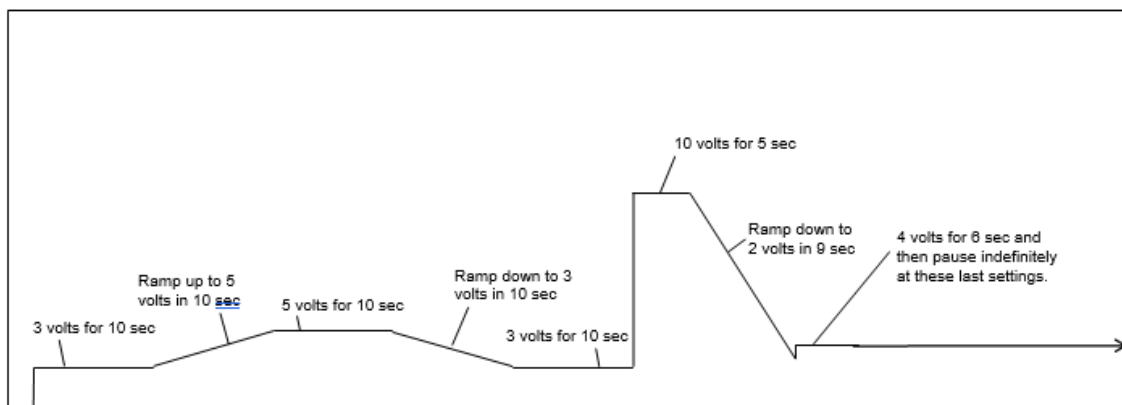 3 volts for 10 sec
Ramp up to 5
volts in 10 sec
5 volts for 10 sec
Ramp down to 3
volts in 10 sec
3 volts for 10 sec
10 volts for 5 sec
Ramp down to
2 volts in 9 sec
4 volts for 6 sec and
then pause indefinitely
at these last settings.